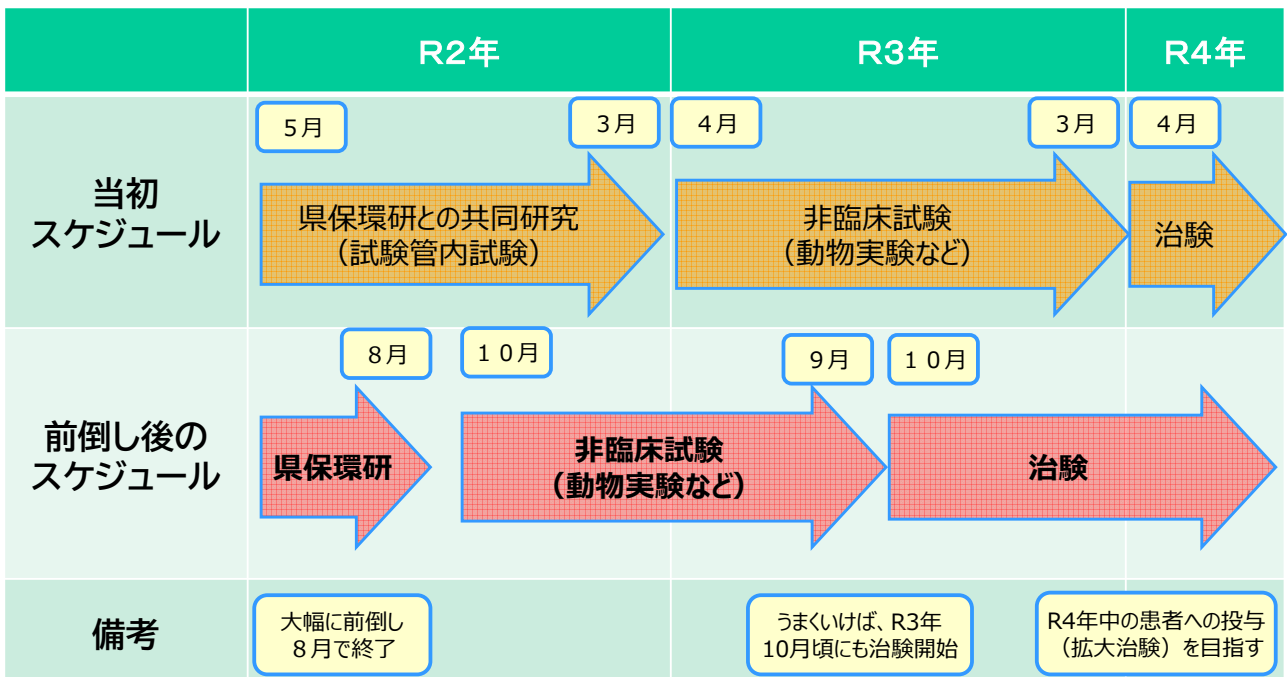 R2年
R3年
R4年
当初
スケジュール
5月
3月
4月
3月
4月
県保環研との共同研究
(試験管内試験)
非臨床試験
(動物実験など)
治験
前倒し後の
スケジュール
8月
10月
9月
10月
県保環研
非臨床試験
(動物実験など)
治験
備考
大幅に前倒し
8月で終了
うまくいけば、R3年
10月頃にも治験開始
R4年中の患者への投与
(拡大治験)を目指す